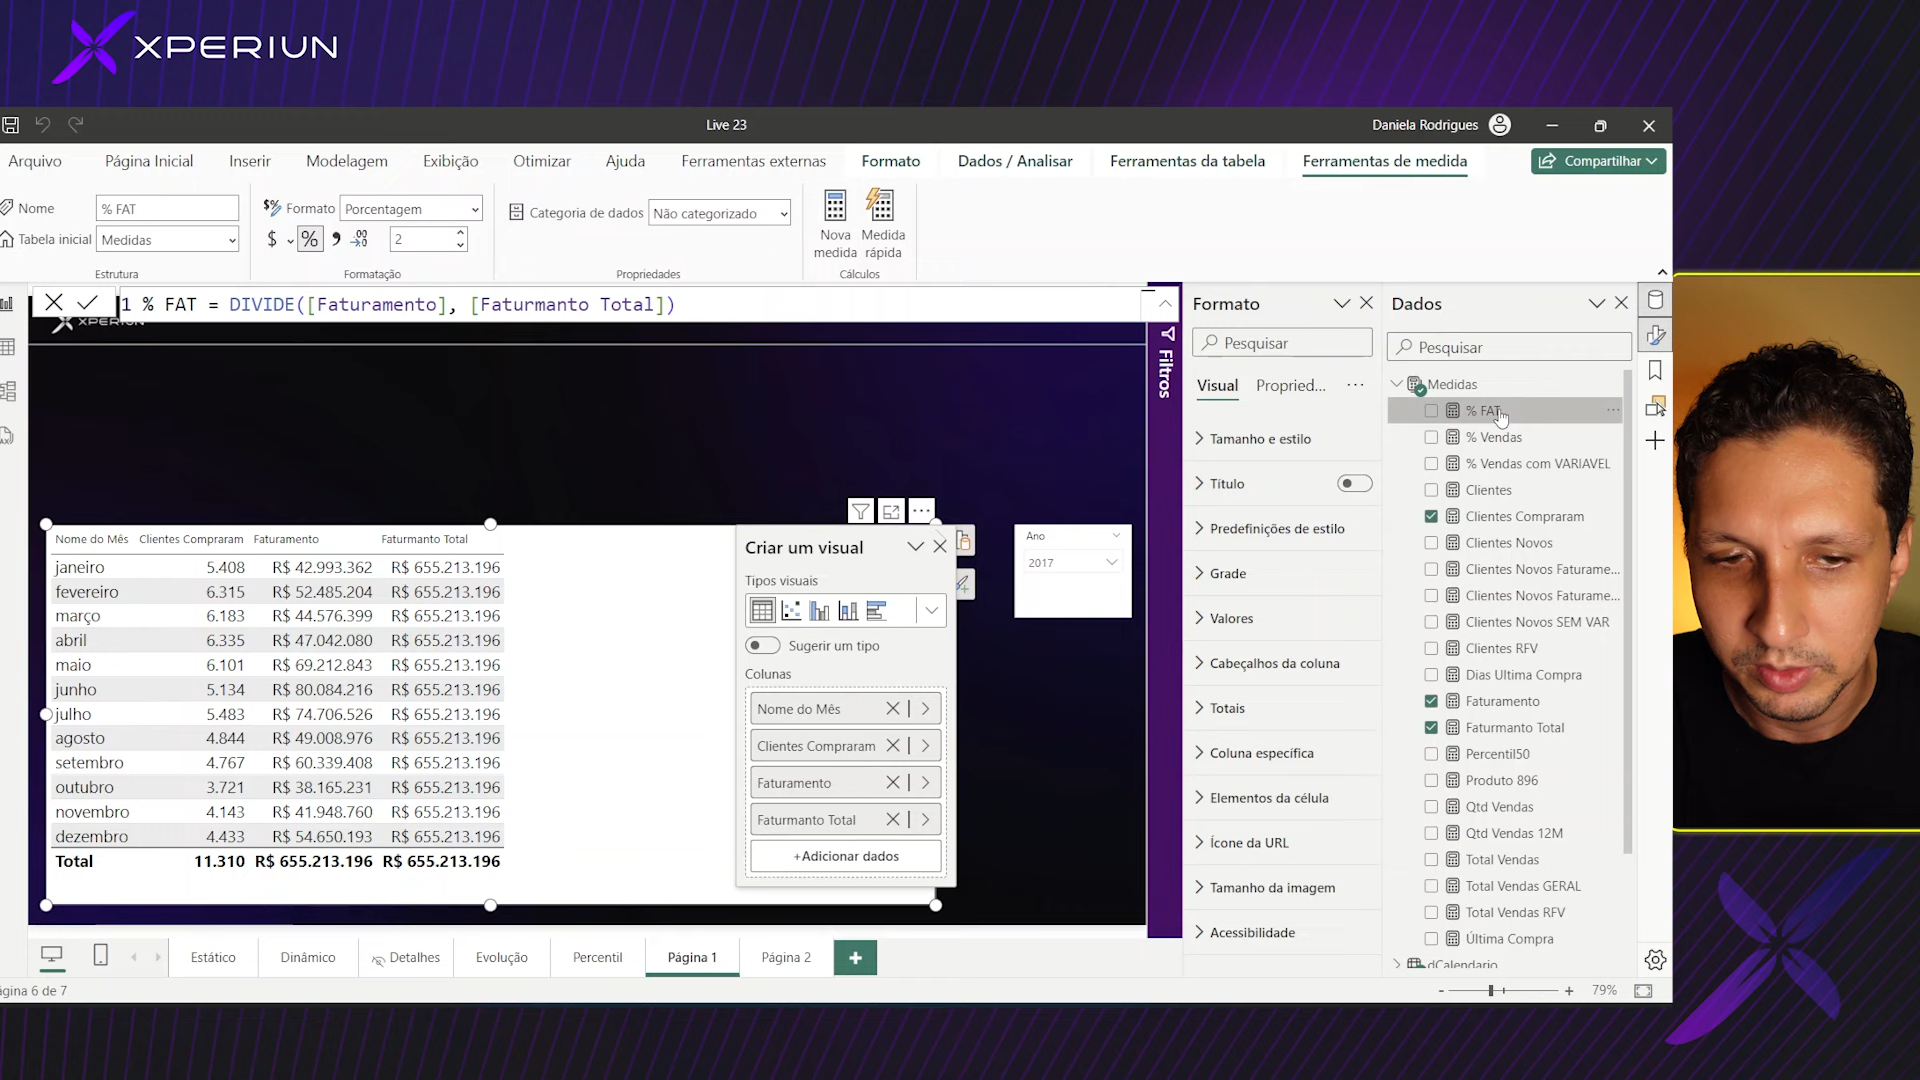 XPERIUN
Live 23
Daniela Rodrigues
Arquivo
Página Inicial
Inserir
Modelagem
Exibição
Otimizar
Ajuda
Ferramentas externas
Formato
Dados / Analisar
Ferramentas da tabela
Ferramentas de medida
Compartilhar
Nome
% FAT
Formato
Porcentagem
Categoria de dados
Não categorizado
Nova medida
Medida rápida
Tabela inicial
Medidas
$
%
2
Estrutura
Formatação
Propriedades
Cálculos
1 % FAT = DIVIDE([Faturamento], [Faturmanto Total])
XPERIUN
Filtros
Nome do Mês Clientes Compraram Faturamento Faturmanto Total
janeiro 5.408 R$ 42.993.362 R$ 655.213.196
fevereiro 6.315 R$ 52.485.204 R$ 655.213.196
março 6.183 R$ 44.576.399 R$ 655.213.196
abril 6.335 R$ 47.042.080 R$ 655.213.196
maio 6.101 R$ 69.212.843 R$ 655.213.196
junho 5.134 R$ 80.084.216 R$ 655.213.196
julho 5.483 R$ 74.706.526 R$ 655.213.196
agosto 4.844 R$ 49.008.976 R$ 655.213.196
setembro 4.767 R$ 60.339.408 R$ 655.213.196
outubro 3.721 R$ 38.165.231 R$ 655.213.196
novembro 4.143 R$ 41.948.760 R$ 655.213.196
dezembro 4.433 R$ 54.650.193 R$ 655.213.196
Total 11.310 R$ 655.213.196 R$ 655.213.196
Criar um visual
Tipos visuais
Sugerir um tipo
Colunas
Nome do Mês
Clientes Compraram
Faturamento
Faturmanto Total
+Adicionar dados
Ano
2017
Formato
Pesquisar
Visual
Propried...
Tamanho e estilo
Título
Predefinições de estilo
Grade
Valores
Cabeçalhos da coluna
Totais
Coluna específica
Elementos da célula
Ícone da URL
Tamanho da imagem
Acessibilidade
Dados
Pesquisar
Medidas
% FAT
% Vendas
% Vendas com VARIAVEL
Clientes
Clientes Compraram
Clientes Novos
Clientes Novos Faturame...
Clientes Novos Faturame...
Clientes Novos SEM VAR
Clientes RFV
Dias Ultima Compra
Faturamento
Faturmanto Total
Percentil50
Produto 896
Qtd Vendas
Qtd Vendas 12M
Total Vendas
Total Vendas GERAL
Total Vendas RFV
Última Compra
dCalendario
Estático
Dinâmico
Detalhes
Evolução
Percentil
Página 1
Página 2
ágina 6 de 7
79%